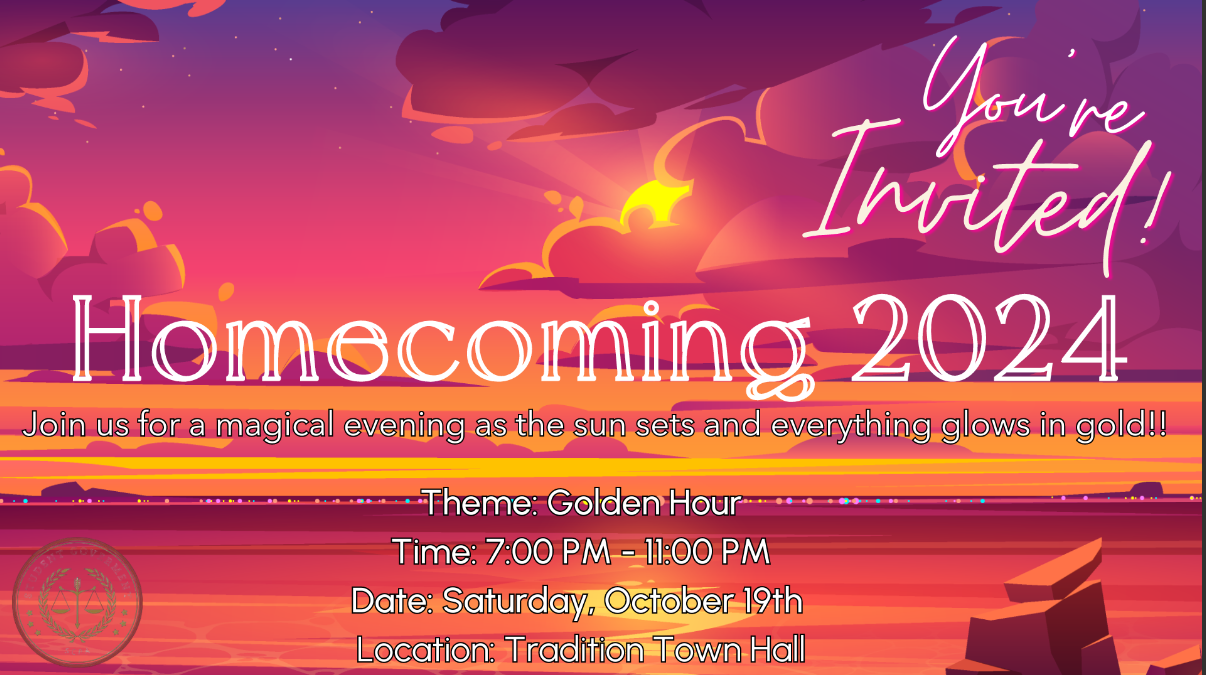 You're
Invited!
Homecoming 2024
Join us for a magical evening as the sun sets and everything glows in gold!!
Theme: Golden Hour
Time: 7:00 PM - 11:00 PM
Date: Saturday, October 19th
Location: Tradition Town Hall